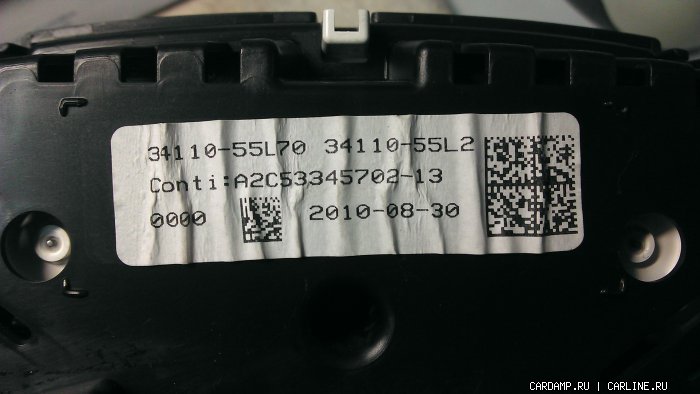 34110-55L70 34110-55L2
Conti:A2C53345702-13
0000 2010-08-30
CARDAMP.RU | CARLINE.RU